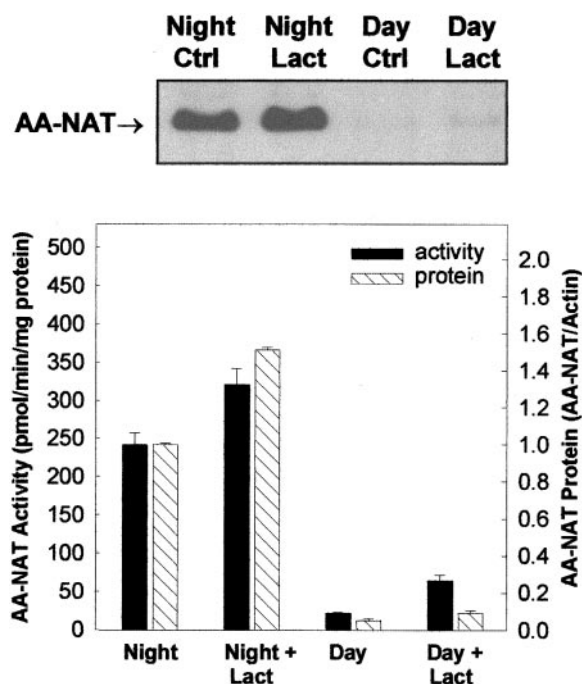 Night Night Day Day
Ctrl Lact Ctrl Lact
AA-NAT→
AA-NAT Activity (pmol/min/mg protein)
500
450
400
350
300
250
200
150
100
50
0
activity
protein
2.0
1.8
1.6
1.4
1.2
1.0
0.8
0.6
0.4
0.2
0.0
AA-NAT Protein (AA-NAT/Actin)
Night Night + Day Day +
Lact Lact